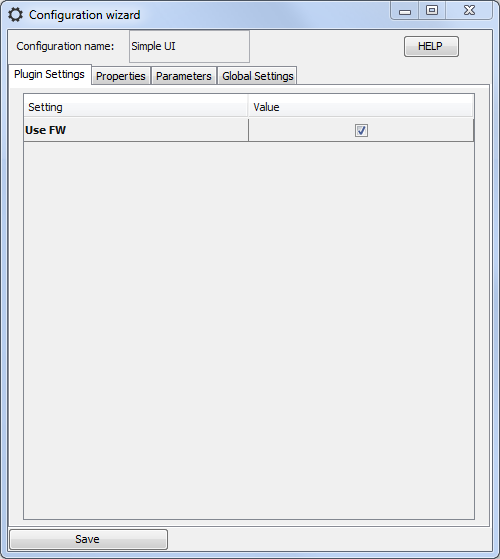 Configuration wizard
Configuration name: Simple UI HELP
Plugin Settings Properties Parameters Global Settings
Setting Value
Use FW
Save